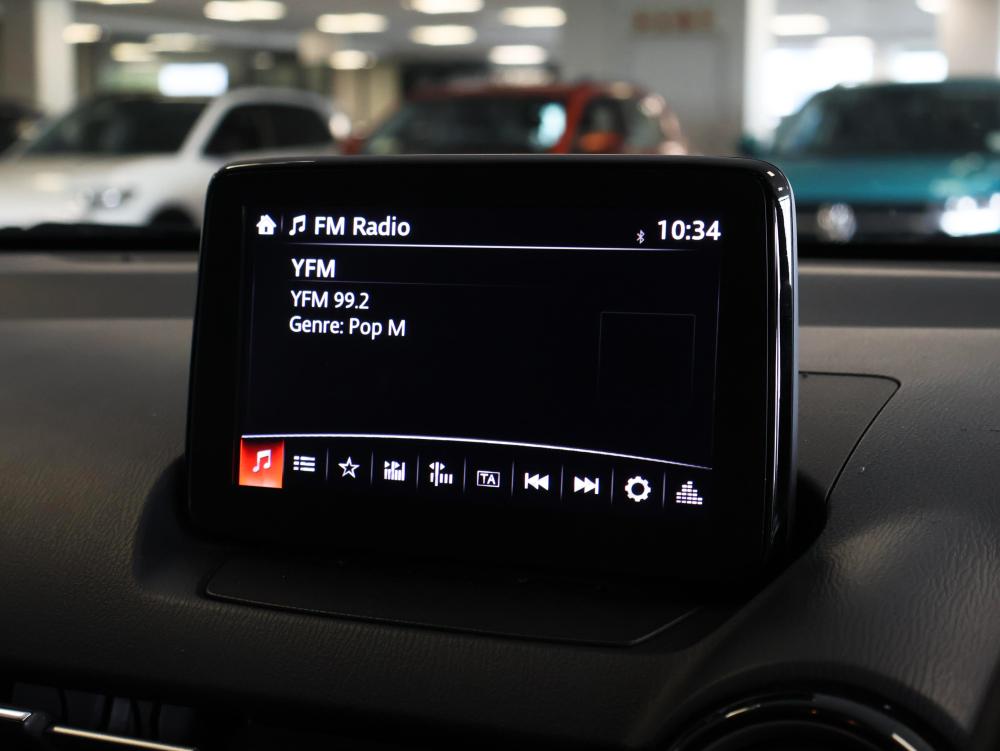 FM Radio 10:34
YFM
YFM 99.2
Genre: Pop M
TA